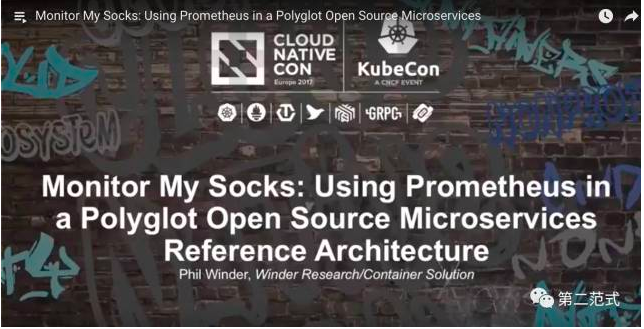 Monitor My Socks: Using Prometheus in a Polyglot Open Source Microservices
CLOUD
NATIVE
CON
Europe 2017
KubeCon
A CNCF EVENT
GRPC
OSYSTEM
Monitor My Socks: Using Prometheus in
a Polyglot Open Source Microservices
Reference Architecture
Phil Winder, Winder Research/Container Solution
第二范式